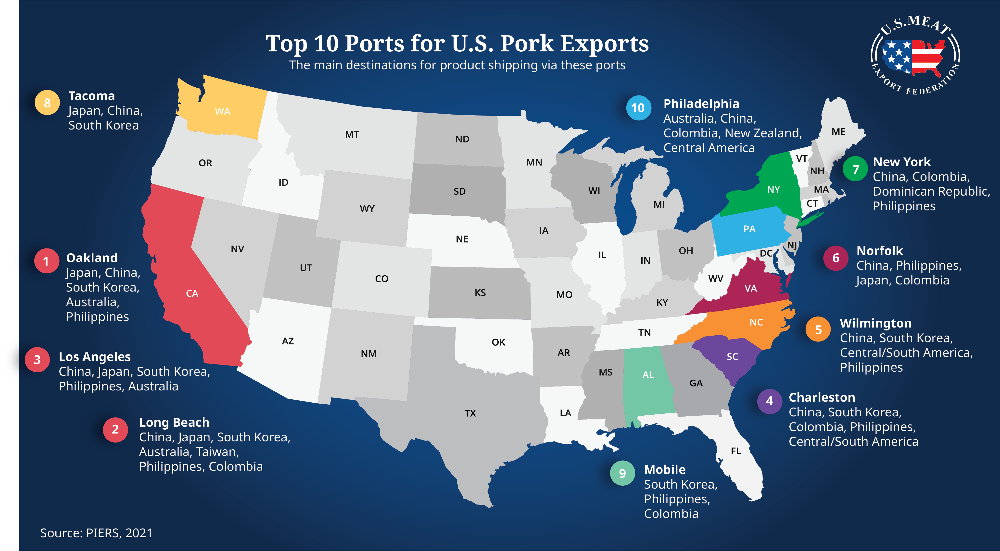 Top 10 Ports for U.S. Pork Exports
The main destinations for product shipping via these ports
U.S.MEAT
EXPORT FEDERATION
8
Tacoma
Japan, China,
South Korea
1
Oakland
Japan, China,
South Korea,
Australia,
Philippines
3
Los Angeles
China, Japan, South Korea,
Philippines, Australia
2
Long Beach
China, Japan, South Korea,
Australia, Taiwan,
Philippines, Colombia
10
Philadelphia
Australia, China,
Colombia, New Zealand,
Central America
7
New York
China, Colombia,
Dominican Republic,
Philippines
6
Norfolk
China, Philippines,
Japan, Colombia
5
Wilmington
China, South Korea,
Central/South America,
Philippines
4
Charleston
China, South Korea,
Colombia, Philippines,
Central/South America
9
Mobile
South Korea,
Philippines,
Colombia
WA
OR
CA
ID
NV
MT
WY
UT
AZ
CO
NM
ND
SD
NE
KS
OK
TX
MN
IA
MO
AR
LA
WI
IL
MI
IN
OH
KY
TN
MS
AL
GA
FL
SC
NC
VA
WV
DC
PA
NJ
NY
CT
MA
VT
NH
ME
Source: PIERS, 2021